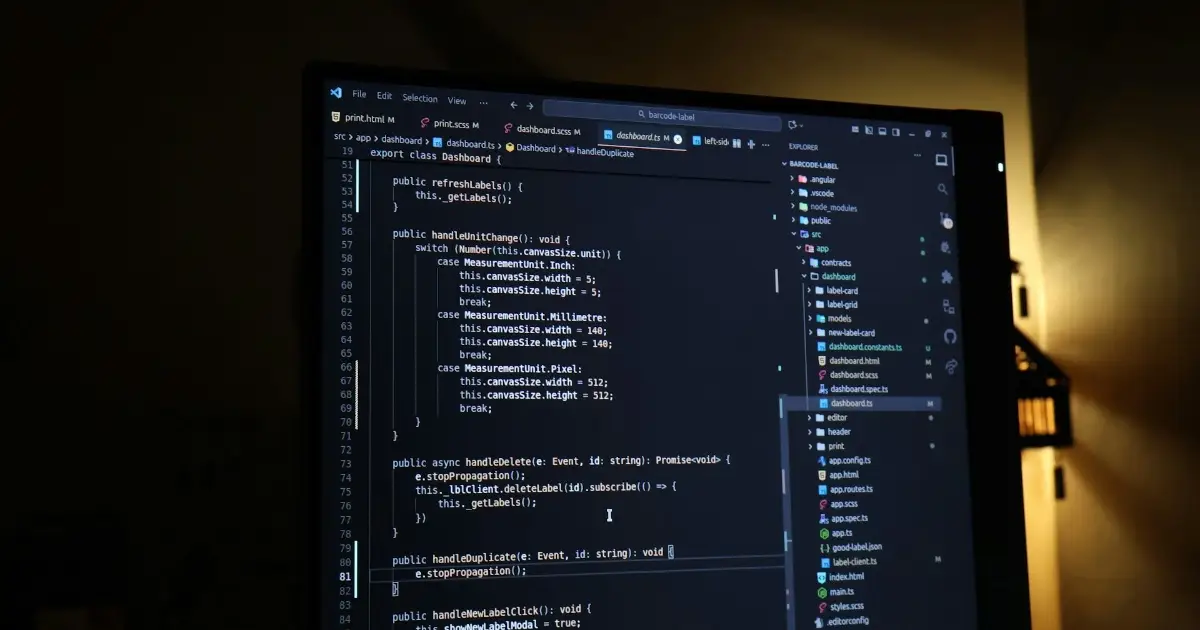 File Edit Selection View ...
barcode-label
print.html M print.scss M dashboard.scss M dashboard.ts M left-sid
src > app > dashboard > dashboard.ts > Dashboard > handleDuplicate
19 export class Dashboard {
51
52 public refreshLabels() {
53 this._getLabels();
54 }
55
56 public handleUnitChange(): void {
57 switch (Number(this.canvasSize.unit)) {
58 case MeasurementUnit.Inch:
59 this.canvasSize.width = 5;
60 this.canvasSize.height = 5;
61 break;
62 case MeasurementUnit.Millimetre:
63 this.canvasSize.width = 140;
64 this.canvasSize.height = 140;
65 break;
66 case MeasurementUnit.Pixel:
67 this.canvasSize.width = 512;
68 this.canvasSize.height = 512;
69 break;
70 }
71 }
72
73 public async handleDelete(e: Event, id: string): Promise<void> {
74 e.stopPropagation();
75 this._lblClient.deleteLabel(id).subscribe(() => {
76 this._getLabels();
77 })
78 }
79
80 public handleDuplicate(e: Event, id: string): void {
81 e.stopPropagation();
82 }
83
84 public handleNewLabelClick(): void {
this.showNewLabelModal = true;
EXPLORER ...
BARCODE-LABEL
.angular
.vscode
node_modules
public
src
app
contracts
dashboard
label-card
label-grid
models
new-label-card
dashboard.constants.ts U
dashboard.html M
dashboard.scss M
dashboard.spec.ts
dashboard.ts M
editor
header
print
app.config.ts
app.html
app.routes.ts
app.scss
app.spec.ts
app.ts
good-label.json
label-client.ts M
index.html
main.ts
styles.scss
.editorconfig